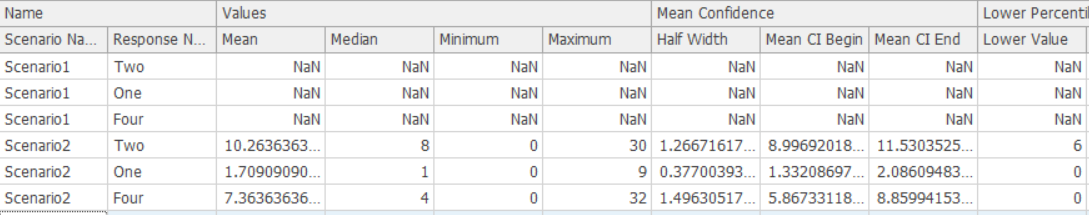 Name Values Mean Confidence Lower Percenti
Scenario Na... Response N... Mean Median Minimum Maximum Half Width Mean CI Begin Mean CI End Lower Value
Scenario1 Two NaN NaN NaN NaN NaN NaN NaN NaN
Scenario1 One NaN NaN NaN NaN NaN NaN NaN NaN
Scenario1 Four NaN NaN NaN NaN NaN NaN NaN NaN
Scenario2 Two 10.2636363... 8 0 30 1.26671617... 8.99692018... 11.5303525... 6
Scenario2 One 1.70909090... 1 0 9 0.37700393... 1.33208697... 2.08609483... 0
Scenario2 Four 7.36363636... 4 0 32 1.49630517... 5.86733118... 8.85994153... 0